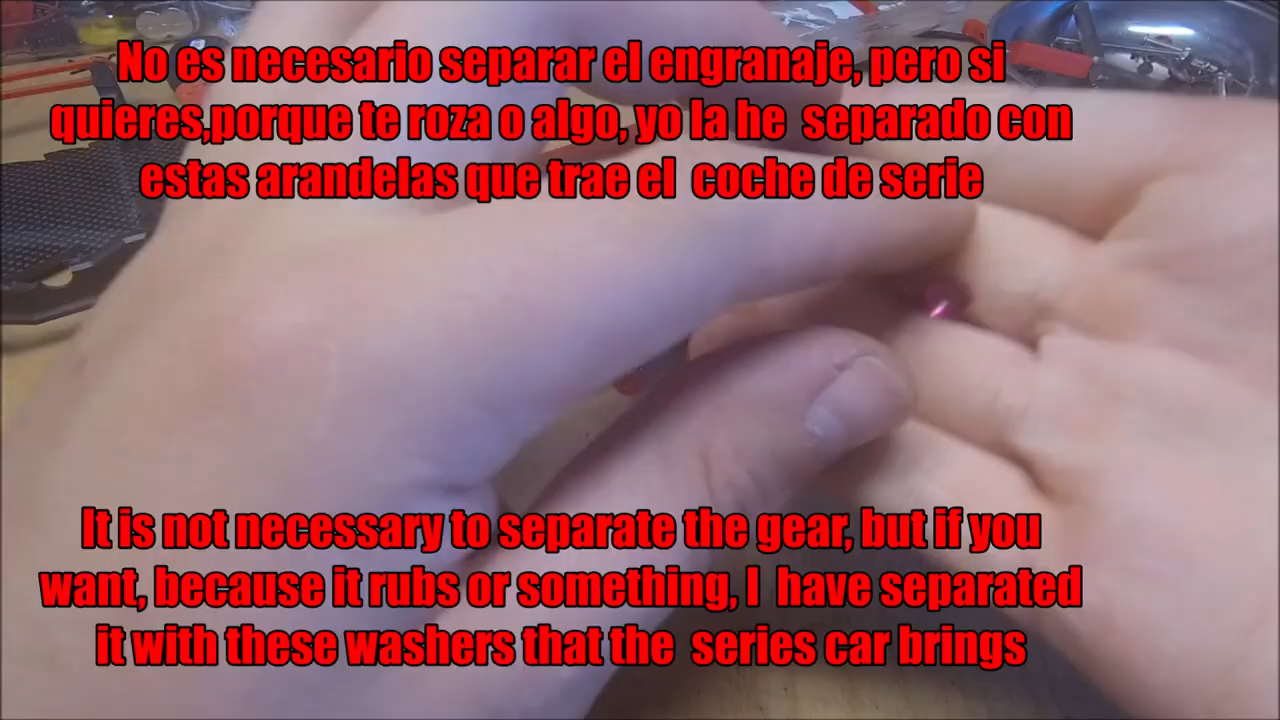 No es necesario separar el engranaje, pero si
quieres,porque te roza o algo, yo la he  separado con
estas arandelas que trae el  coche de serie
It is not necessary to separate the gear, but if you
want, because it rubs or something, I  have separated
it with these washers that the  series car brings